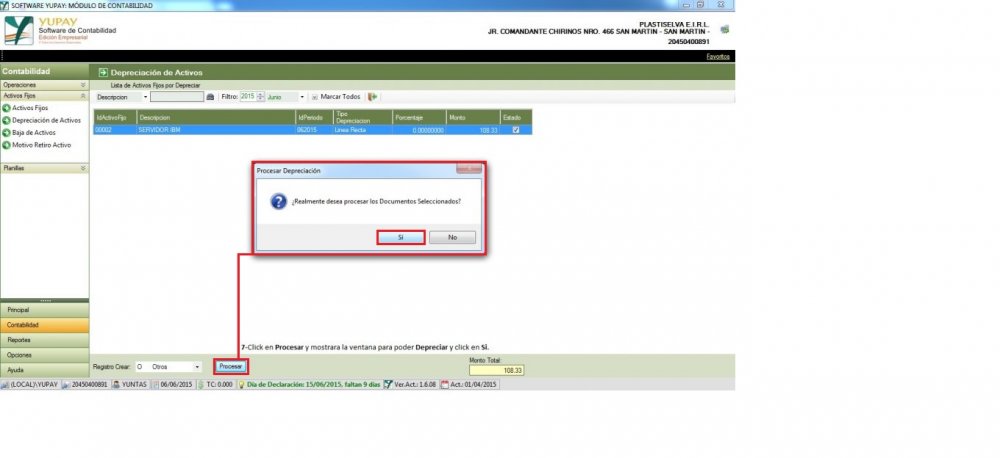 SOFTWARE YUPAY: MÓDULO DE CONTABILIDAD
YUPAY
Software de Contabilidad
Edición Empresarial
PLASTISELVA E.I.R.L.
JR. COMANDANTE CHIRINOS NRO. 466 SAN MARTIN - SAN MARTIN -
20450400891
Favoritos
Contabilidad
Depreciación de Activos
Operaciones
Lista de Activos Fijos por Depreciar
Activos Fijos
Descripcion
Filtro: 2015 Junio
Marcar Todos
Activos Fijos
Depreciación de Activos
Baja de Activos
Motivo Retiro Activo
Planillas
IdActivoFijo Descripcion IdPeriodo Tipo Depreciacion Porcentaje Monto Estado
00002 SERVIDOR IBM 062015 Linea Recta 0.00000000 108.33
Procesar Depreciación
¿Realmente desea procesar los Documentos Seleccionados?
Sí No
Principal
Contabilidad
Reportes
Opciones
Ayuda
7-Click en Procesar y mostrara la ventana para poder Depreciar y click en Si.
Registro Crear: O Otros
Procesar
Monto Total:
108.33
(LOCAL)\YUPAY 20450400891 YUNTAS 06/06/2015 TC: 0.000 Día de Declaración: 15/06/2015, faltan 9 días Ver.Act.: 1.6.08 Act.: 01/04/2015